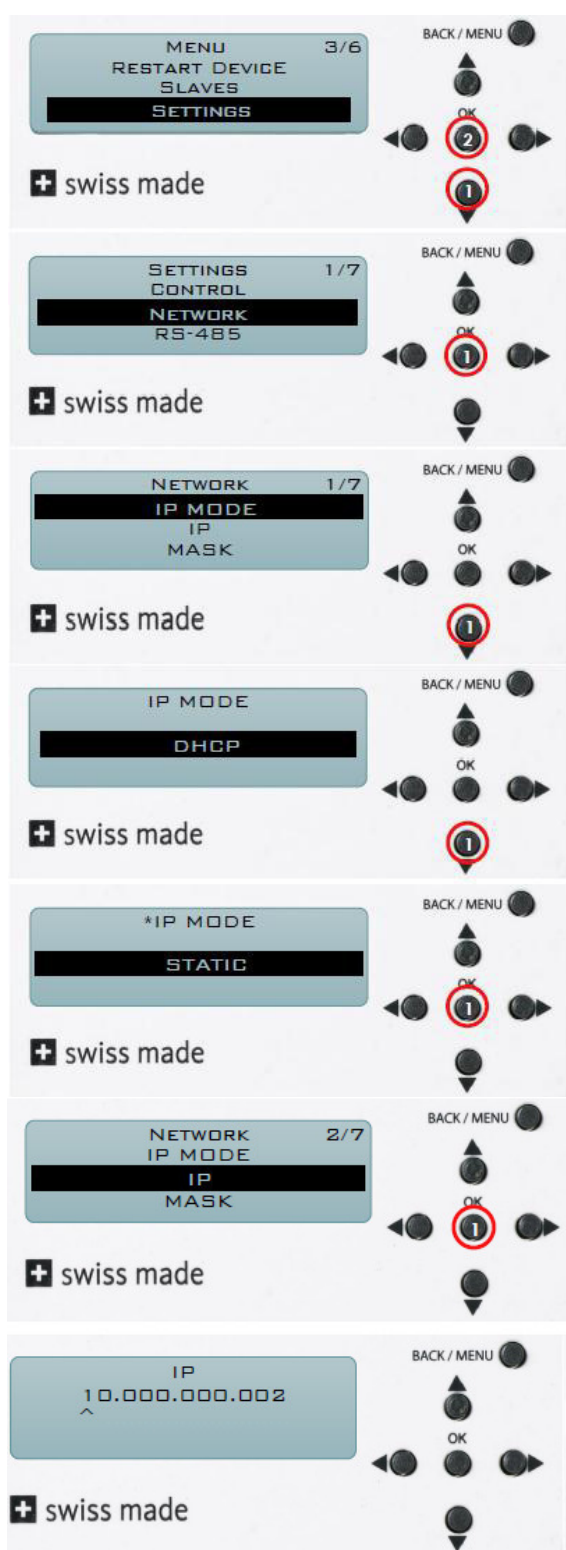 MENU 3/6
RESTART DEVICE
SLAVES
SETTINGS
BACK / MENU
OK
2
1
swiss made
SETTINGS 1/7
CONTROL
NETWORK
RS-485
BACK / MENU
OK
1
swiss made
NETWORK 1/7
IP MODE
IP
MASK
BACK / MENU
OK
1
swiss made
IP MODE
DHCP
BACK / MENU
OK
1
swiss made
*IP MODE
STATIC
BACK / MENU
OK
1
swiss made
NETWORK 2/7
IP MODE
IP
MASK
BACK / MENU
OK
1
swiss made
IP
10.000.000.002
^
BACK / MENU
OK
swiss made